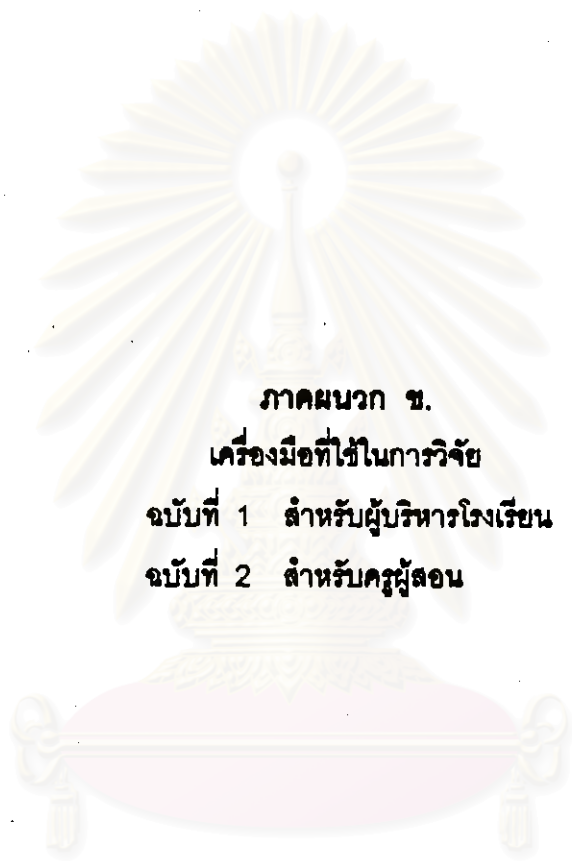 ภาคผนวก ข.
เครื่องมือที่ใช้ในการวิจัย
ฉบับที่ 1 สำหรับผู้บริหารโรงเรียน
ฉบับที่ 2 สำหรับครูผู้สอน